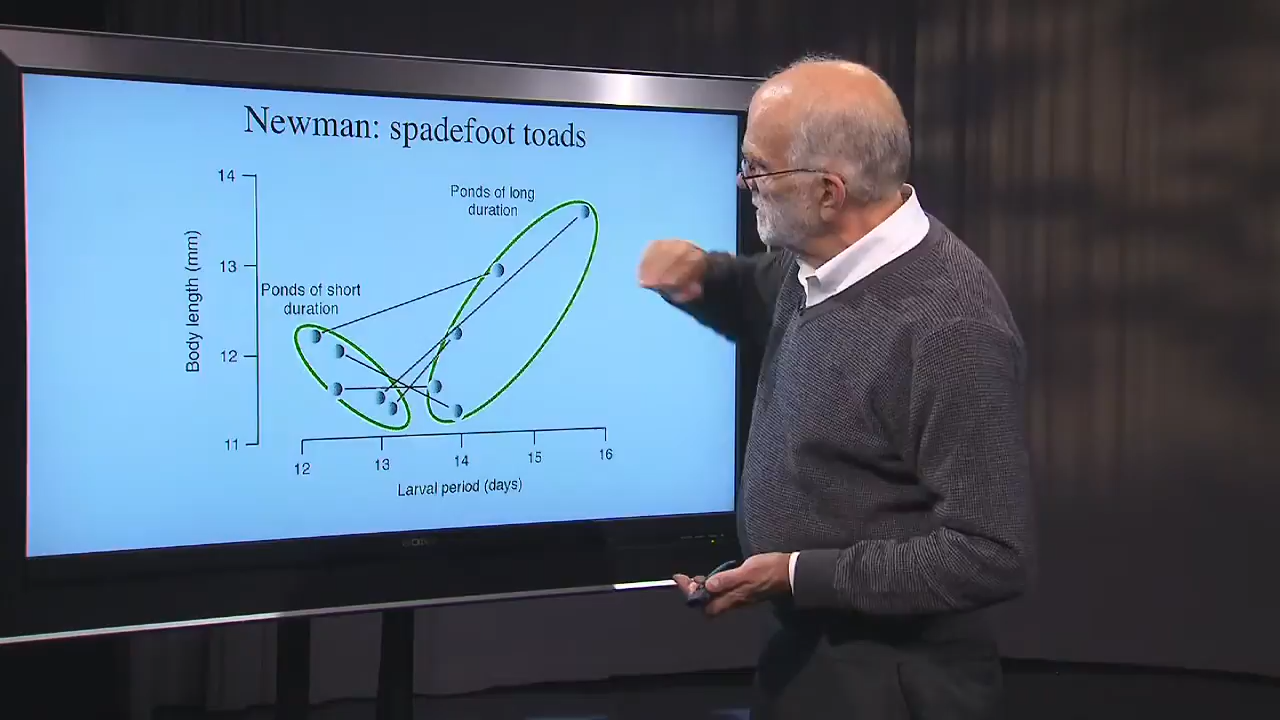 Newman: spadefoot toads
14
13
12
11
Body length (mm)
Ponds of long
duration
Ponds of short
duration
12
13
14
15
16
Larval period (days)